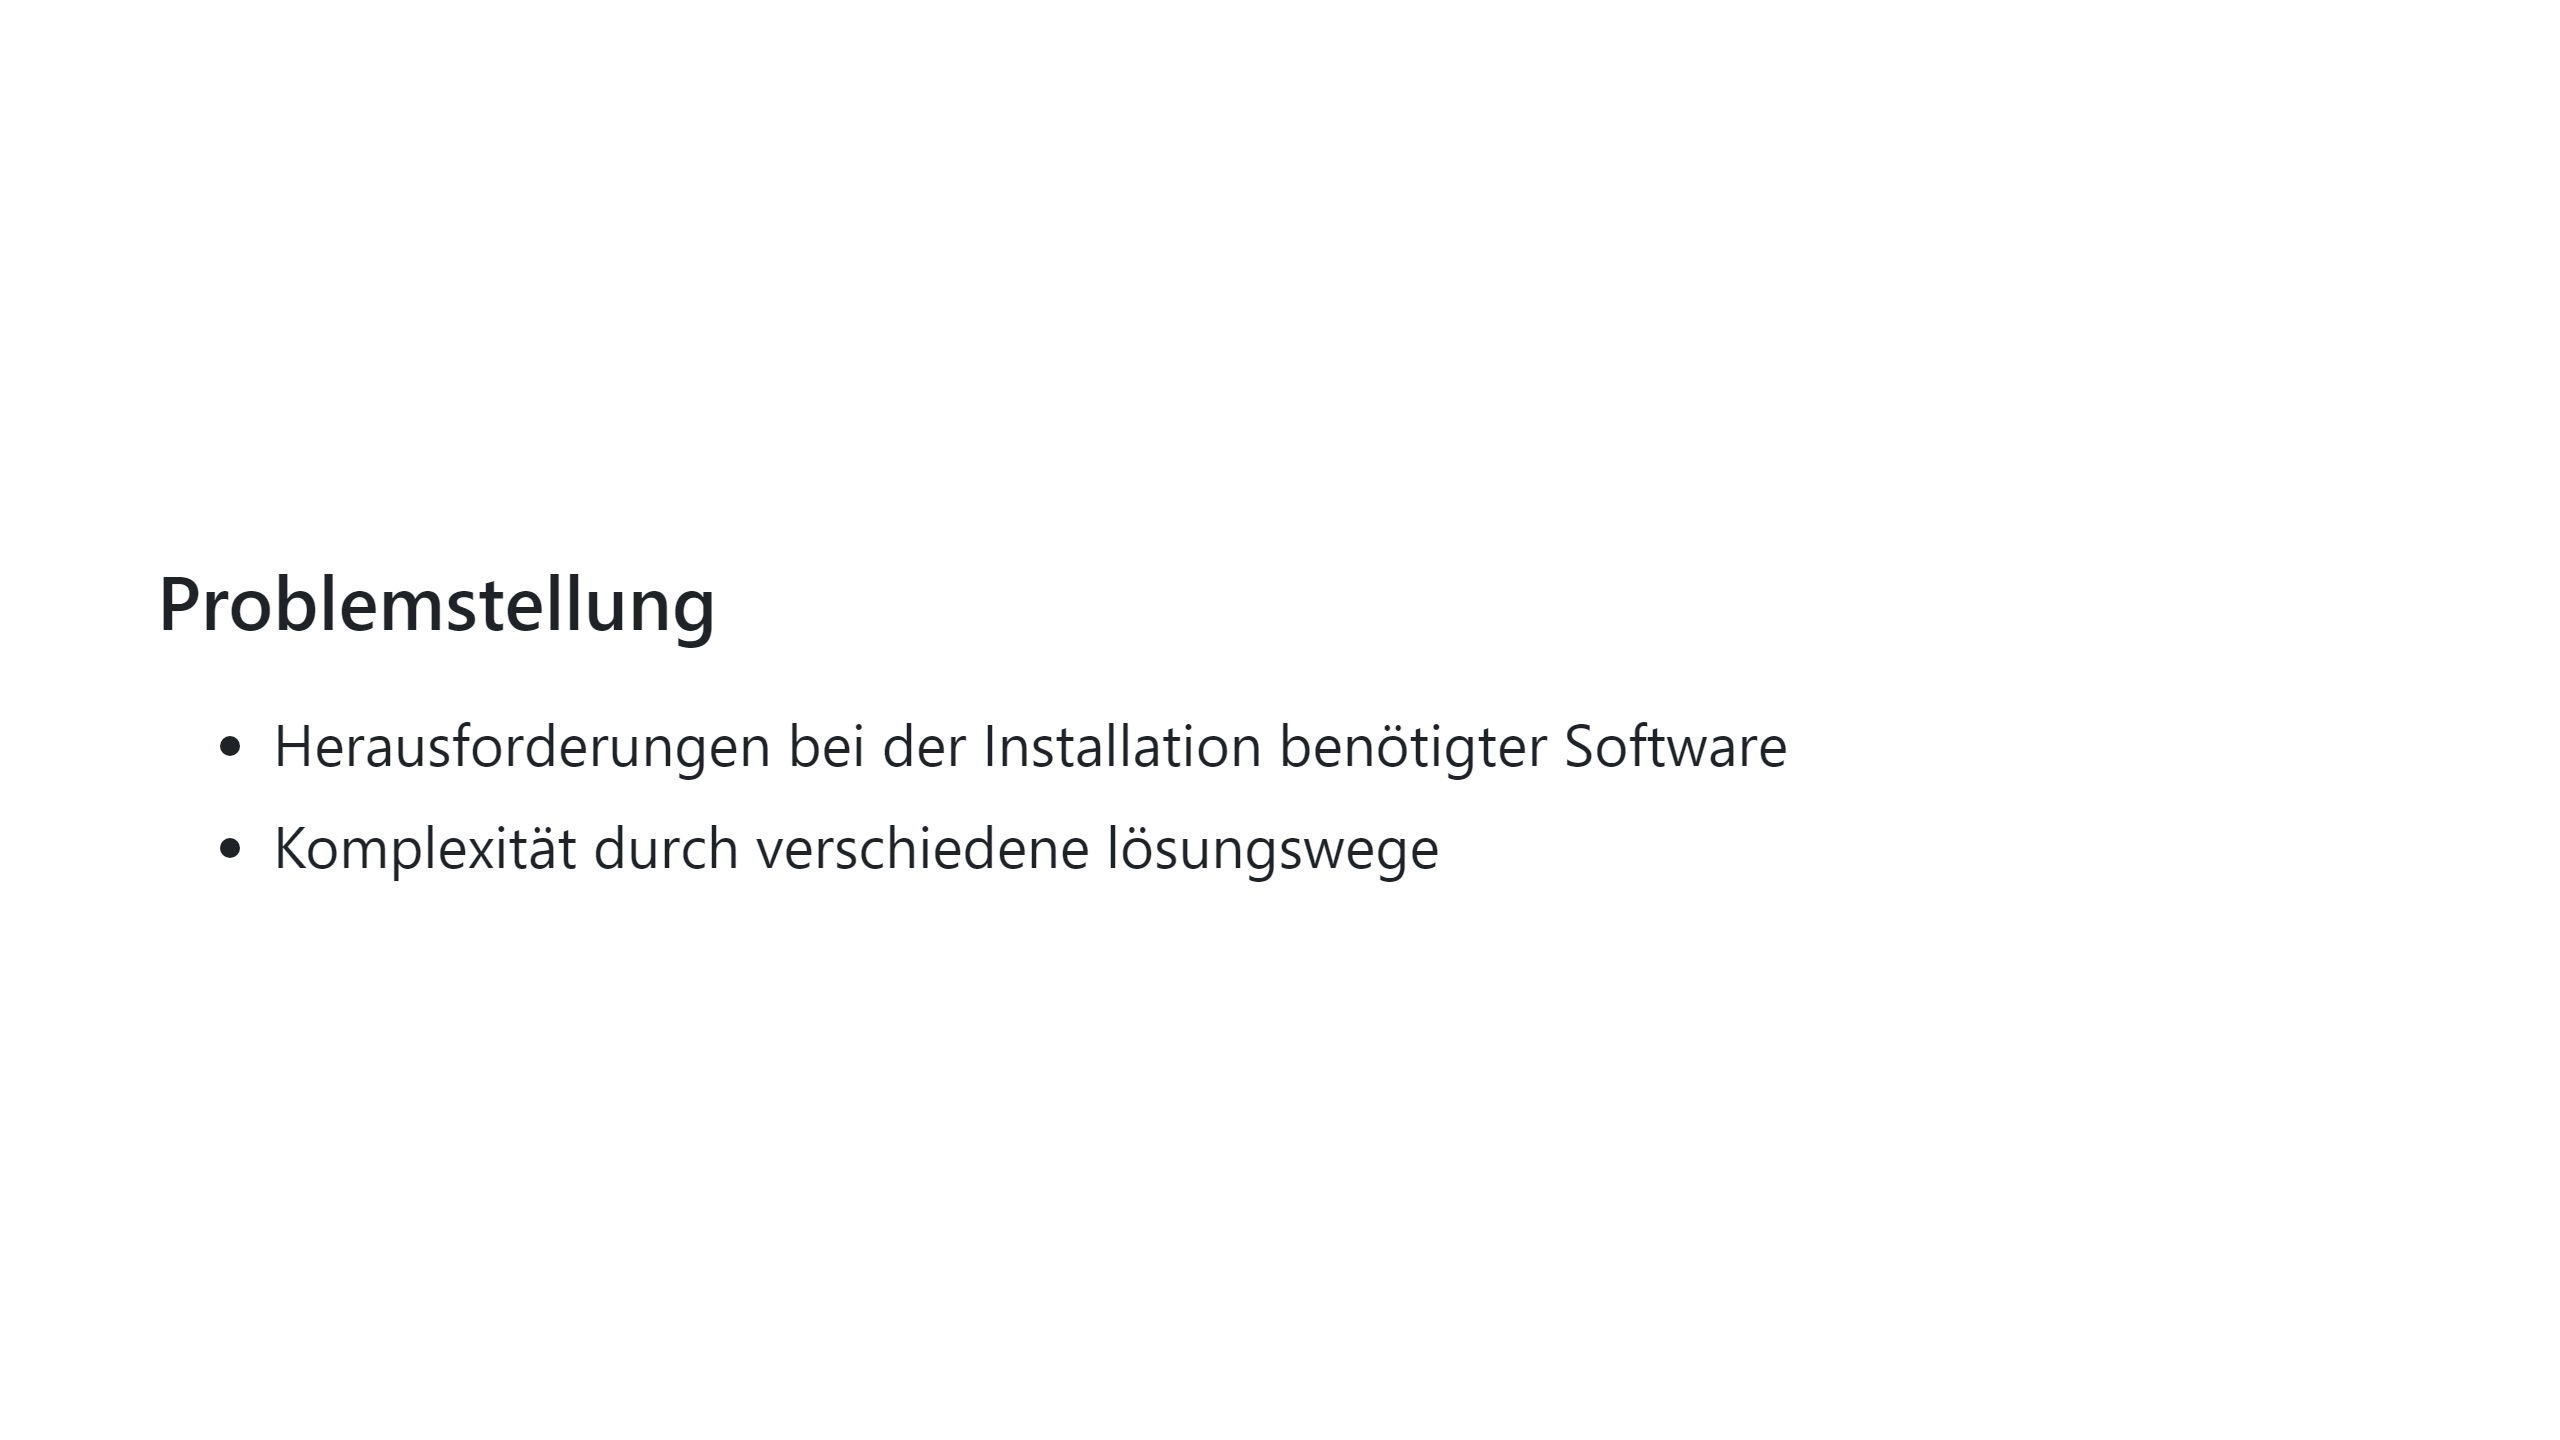 Problemstellung
• Herausforderungen bei der Installation benötigter Software
• Komplexität durch verschiedene lösungswege